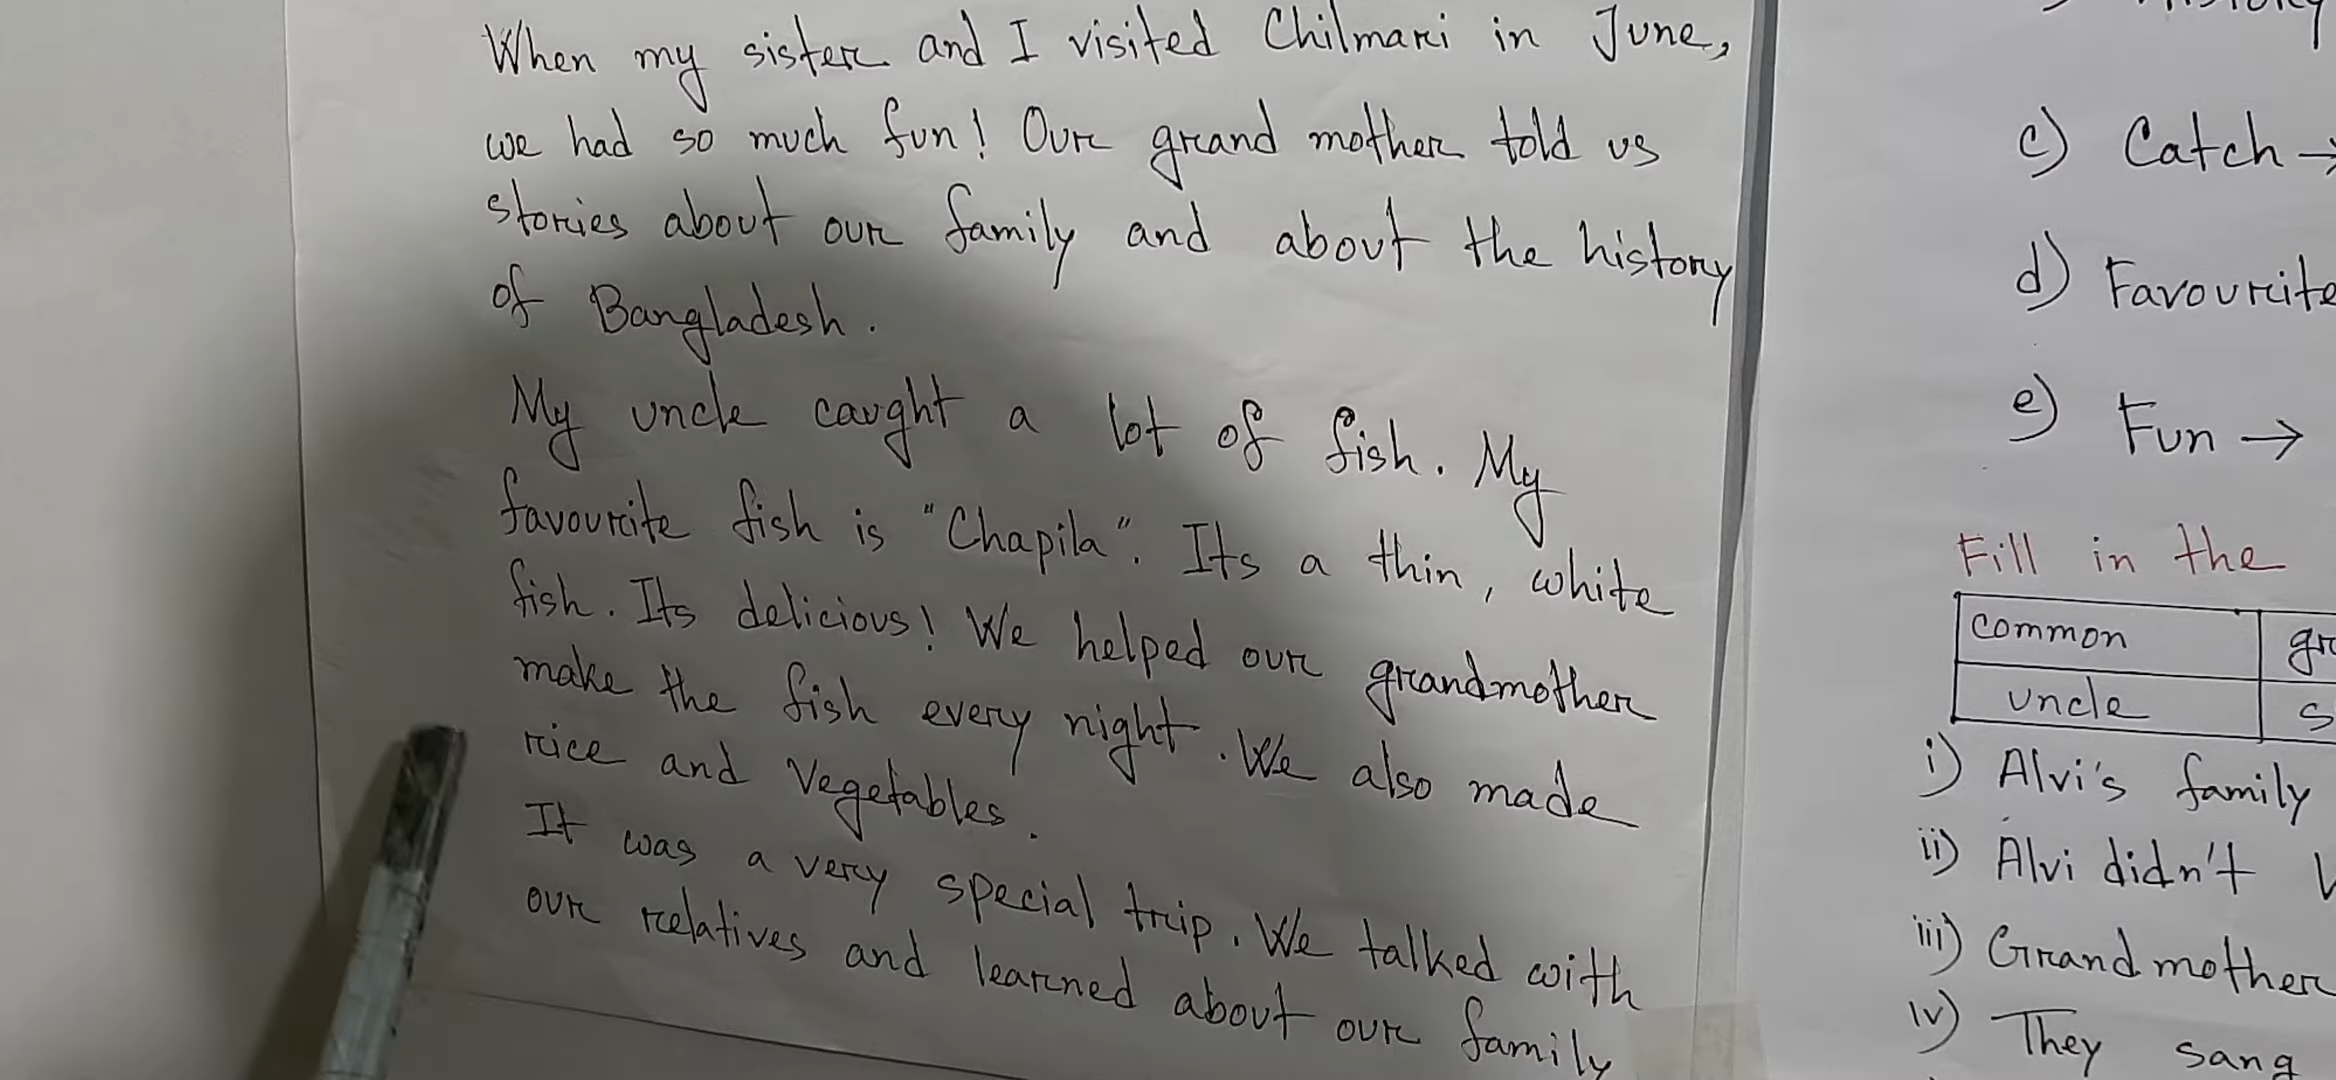 When my sister and I visited Chilmari in June,
we had so much fun! Our grand mother told us
stories about our family and about the history
of Bangladesh.
My uncle caught a lot of fish. My
favourite fish is "Chapila". Its a thin, white
fish. Its delicious! We helped our grandmother
make the fish every night. We also made
rice and vegetables.
It was a very special trip. We talked with
our relatives and learned about our family
c) Catch →
d) Favourite
e) Fun →
Fill in the
common
uncle
i) Alvi's family
ii) Alvi didn't
iii) Grand mother
iv) They sang